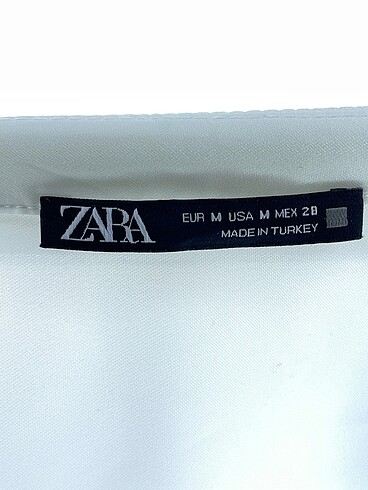 ZARA
EUR M USA M MEX 28
MADE IN TURKEY